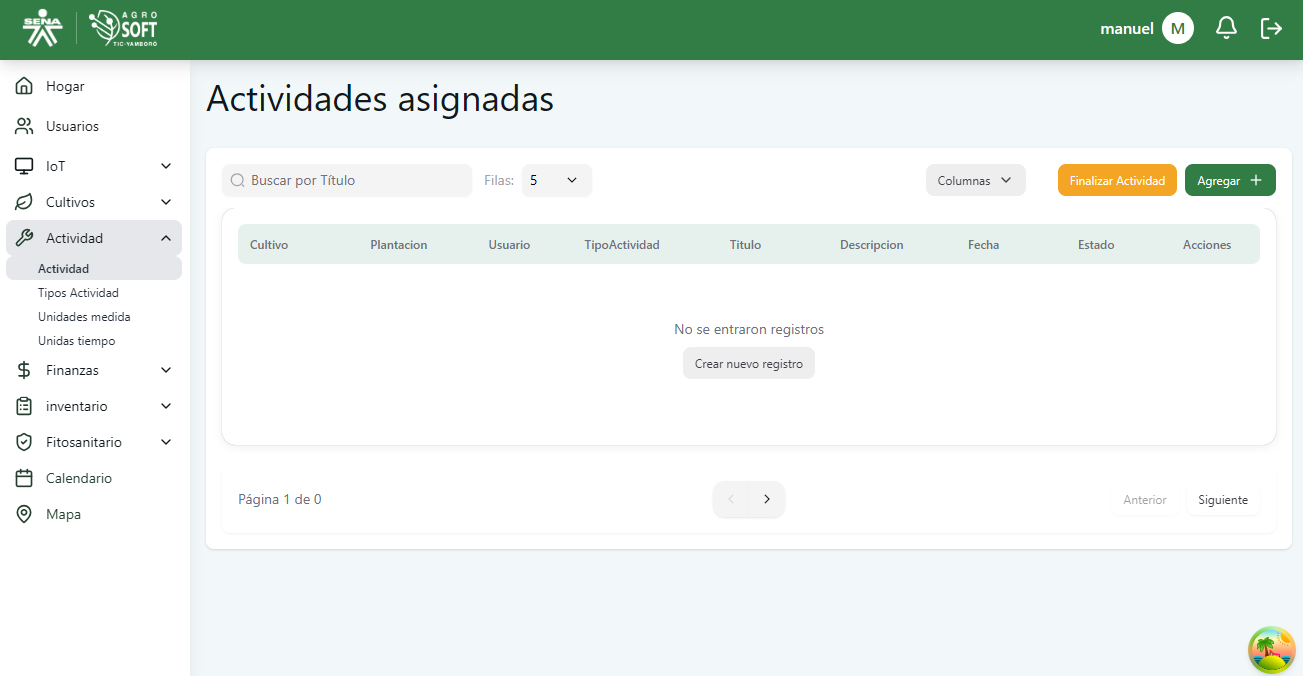 SENA
AGRO
SOFT
TIC-YAMBORÓ
manuel M
Hogar
Usuarios
IoT
Cultivos
Actividad
Actividad
Tipos Actividad
Unidades medida
Unidas tiempo
Finanzas
inventario
Fitosanitario
Calendario
Mapa
Actividades asignadas
Buscar por Título Filas: 5 Columnas Finalizar Actividad Agregar +
Cultivo Plantacion Usuario TipoActividad Titulo Descripcion Fecha Estado Acciones
No se entraron registros
Crear nuevo registro
Página 1 de 0 Anterior Siguiente